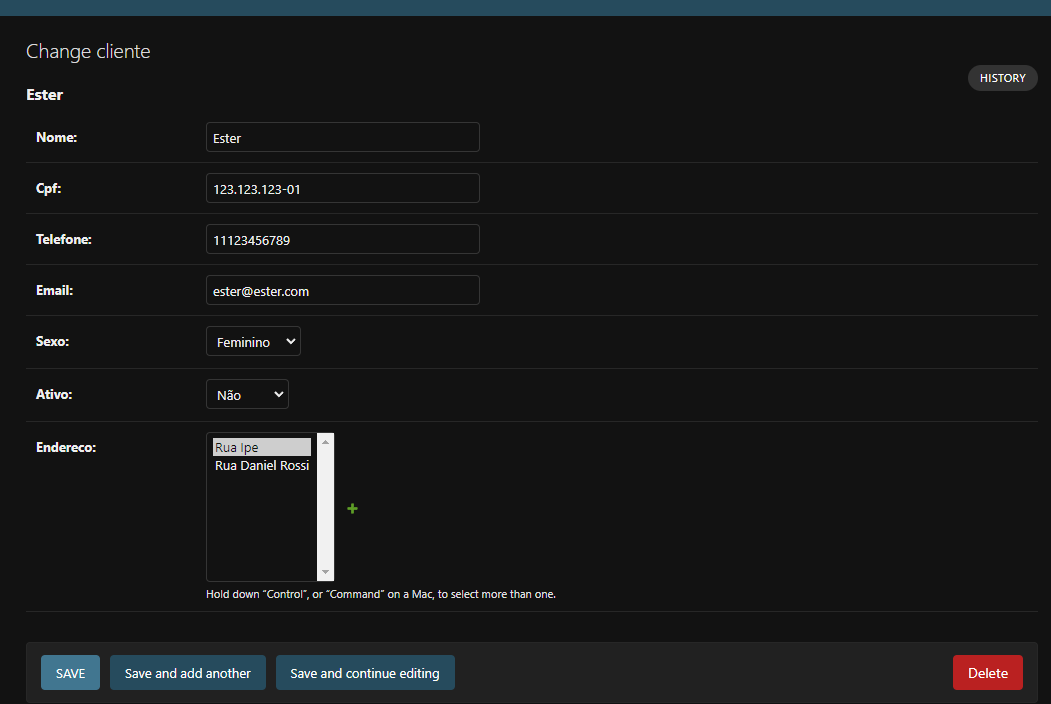 Change cliente
HISTORY
Ester
Nome: Ester
Cpf: 123.123.123-01
Telefone: 11123456789
Email: ester@ester.com
Sexo: Feminino
Ativo: Não
Endereco: Rua Ipe
Rua Daniel Rossi
Hold down “Control”, or “Command” on a Mac, to select more than one.
SAVE Save and add another Save and continue editing Delete